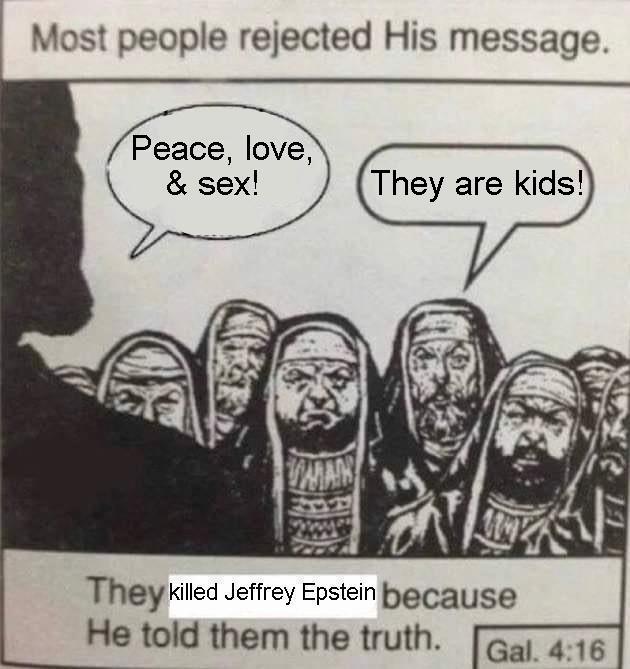 Most people rejected His message.
Peace, love,
& sex!
They are kids!
They killed Jeffrey Epstein because
He told them the truth.
Gal. 4:16